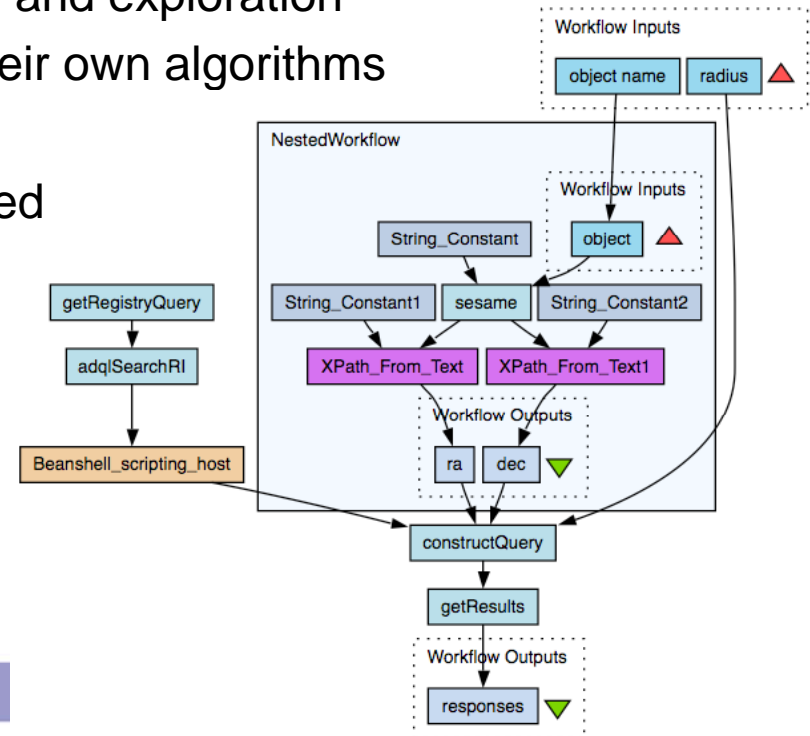 and exploration
eir own algorithms
ed
Workflow Inputs
object name radius
NestedWorkflow
Workflow Inputs
String_Constant object
getRegistryQuery String_Constant1 sesame String_Constant2
adqlSearchRI XPath_From_Text XPath_From_Text1
Workflow Outputs
Beanshell_scripting_host ra dec
constructQuery
getResults
Workflow Outputs
responses